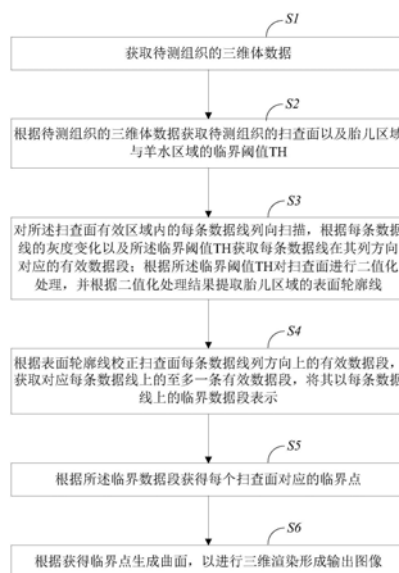 S1
获取待测组织的三维体数据
S2
根据待测组织的三维体数据获取待测组织的扫查面以及胎儿区域
与羊水区域的临界阈值TH
S3
对所述扫查面有效区域内的每条数据线列向扫描，根据每条数据
线的灰度变化以及所述临界阈值TH获取每条数据线在其列方向
对应的有效数据段；根据所述临界阈值TH对扫查面进行二值化
处理，并根据二值化处理结果提取胎儿区域的表面轮廓线
S4
根据表面轮廓线校正扫查面每条数据线列方向上的有效数据段，
获取对应每条数据线上的至多一条有效数据段，将其以每条数据
线上的临界数据段表示
S5
根据所述临界数据段获得每个扫查面对应的临界点
S6
根据获得临界点生成曲面，以进行三维渲染形成输出图像